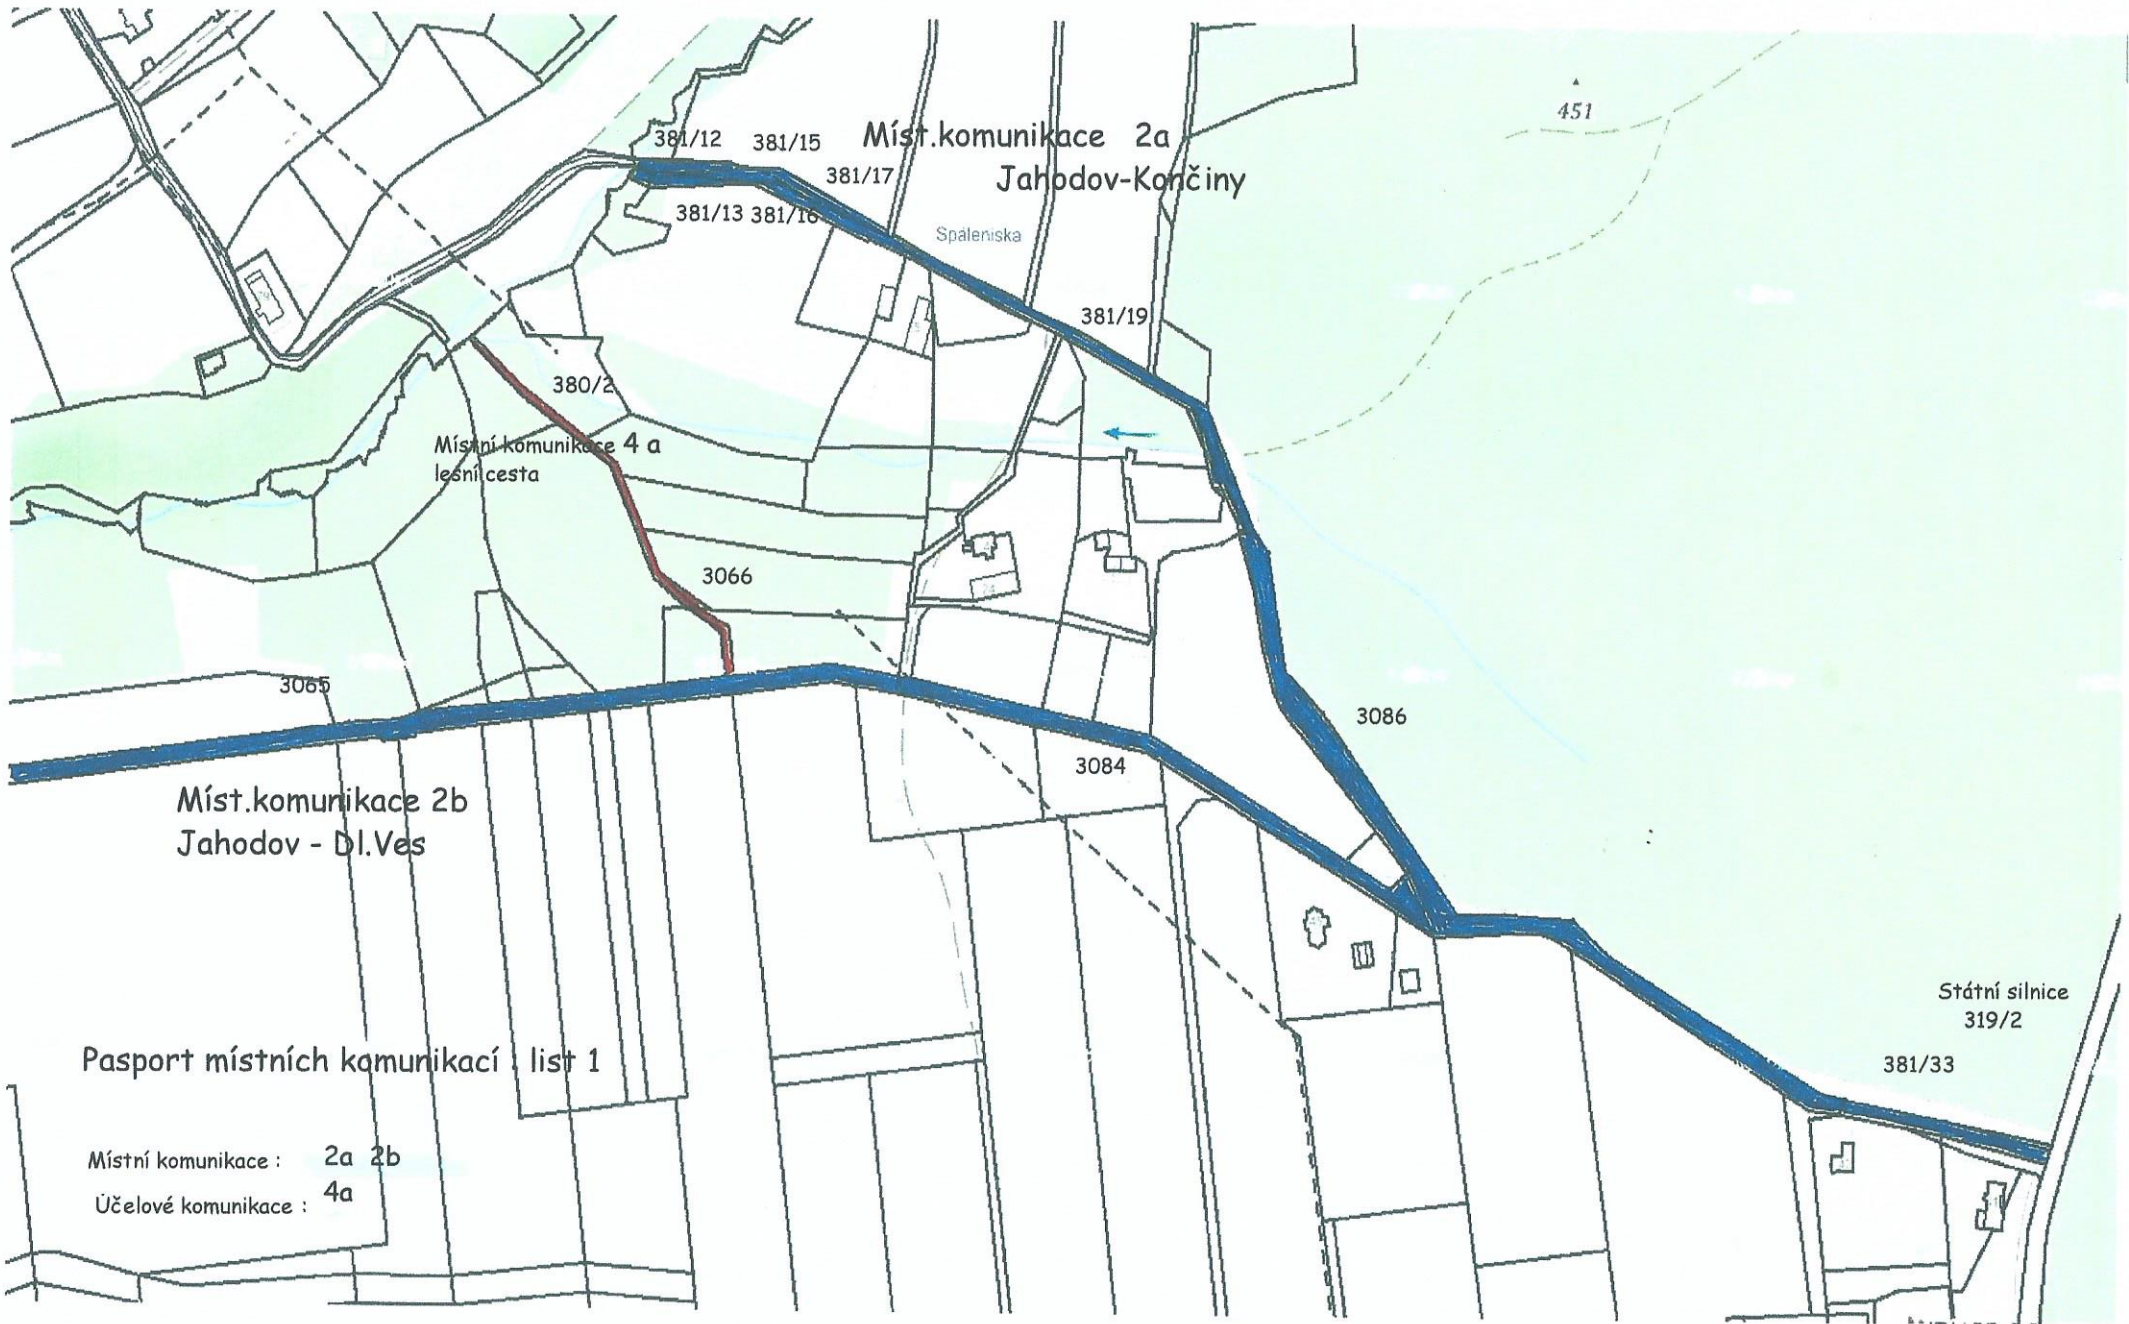 451
381/12
381/15
Míst.komunikace 2a
Jahodov-Končiny
381/17
381/13
381/16
Spáleniska
381/19
380/2
Místní komunikace 4 a
lesní cesta
3066
3065
3086
3084
Míst.komunikace 2b
Jahodov - Dl.Ves
Státní silnice
319/2
381/33
Pasport místních komunikací list 1
Místní komunikace : 2a 2b
Účelové komunikace : 4a